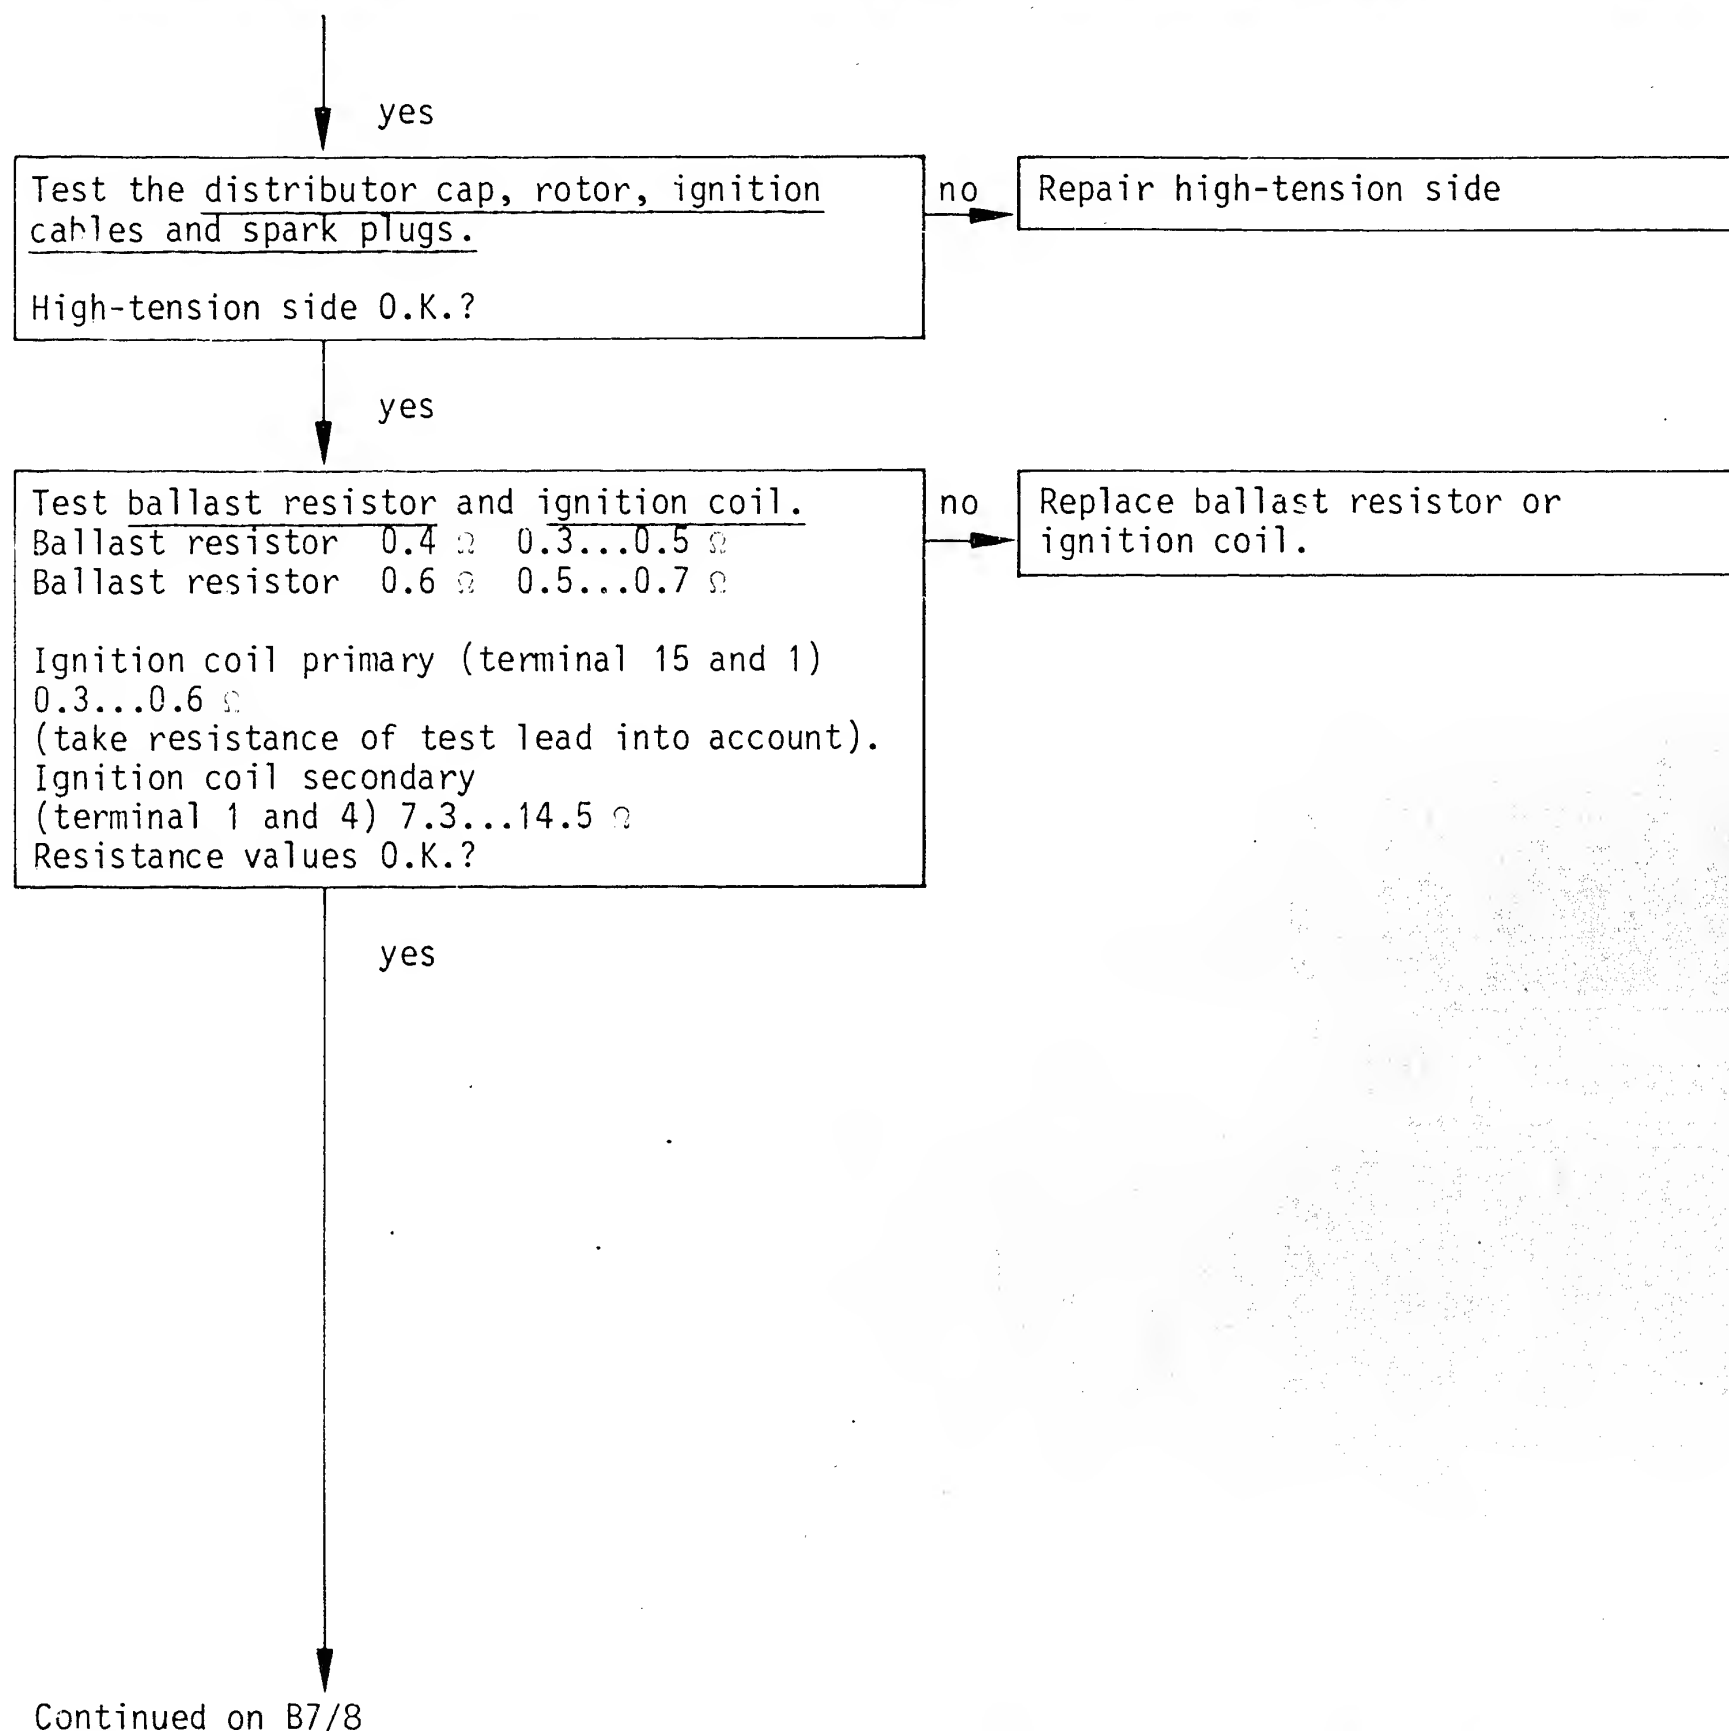 yes
Test the distributor cap, rotor, ignition
cables and spark plugs.
High-tension side O.K.?
no
Repair high-tension side
yes
Test ballast resistor and ignition coil.
Ballast resistor 0.4 Ω 0.3...0.5 Ω
Ballast resistor 0.6 Ω 0.5...0.7 Ω
Ignition coil primary (terminal 15 and 1)
0.3...0.6 Ω
(take resistance of test lead into account).
Ignition coil secondary
(terminal 1 and 4) 7.3...14.5 Ω
Resistance values O.K.?
no
Replace ballast resistor or
ignition coil.
yes
Continued on B7/8